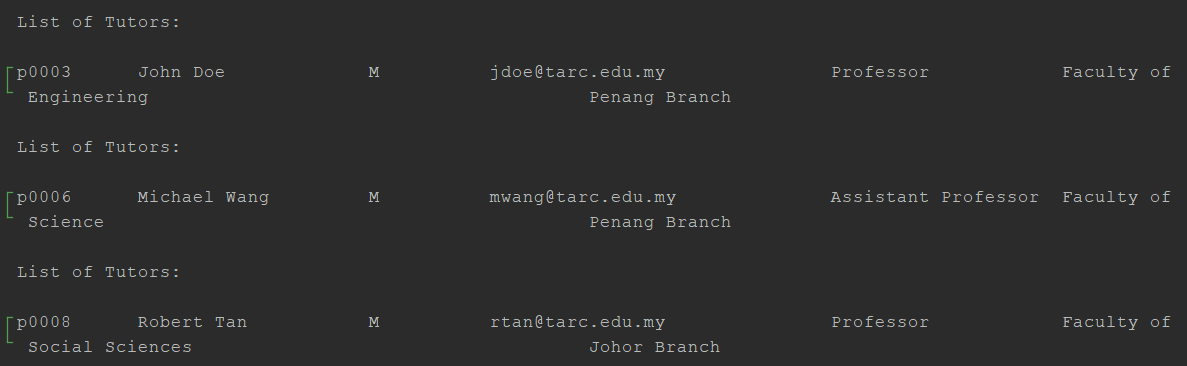 List of Tutors:
p0003 John Doe M jdoe@tarc.edu.my Professor Faculty of
Engineering Penang Branch
List of Tutors:
p0006 Michael Wang M mwang@tarc.edu.my Assistant Professor Faculty of
Science Penang Branch
List of Tutors:
p0008 Robert Tan M rtan@tarc.edu.my Professor Faculty of
Social Sciences Johor Branch